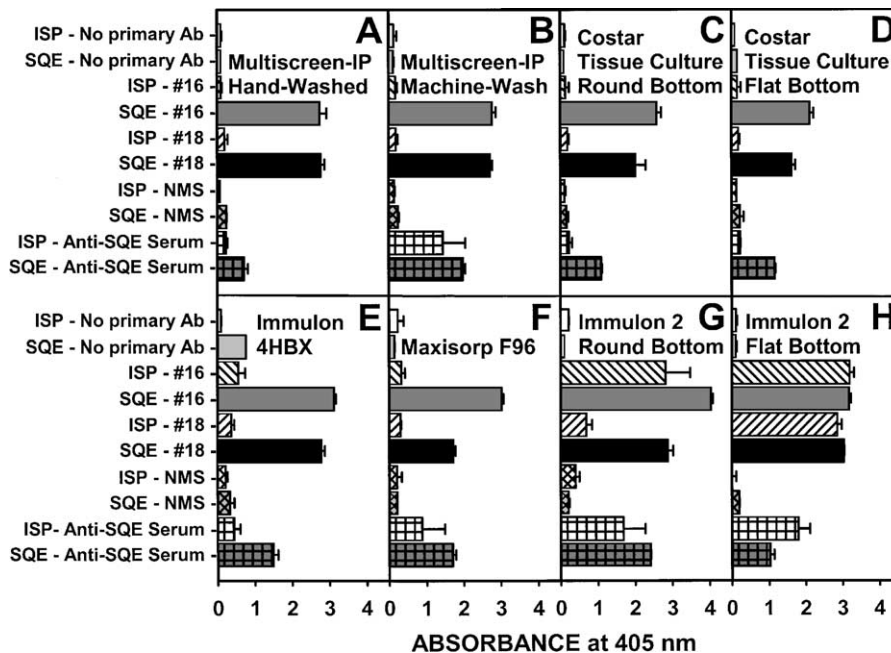 ISP - No primary Ab
SQE - No primary Ab
ISP - #16
SQE - #16
ISP - #18
SQE - #18
ISP - NMS
SQE - NMS
ISP - Anti-SQE Serum
SQE - Anti-SQE Serum
A
Multiscreen-IP
Hand-Washed
B
Multiscreen-IP
Machine-Wash
C
Costar
Tissue Culture
Round Bottom
D
Costar
Tissue Culture
Flat Bottom
ISP - No primary Ab
SQE - No primary Ab
ISP - #16
SQE - #16
ISP - #18
SQE - #18
ISP - NMS
SQE - NMS
ISP- Anti-SQE Serum
SQE - Anti-SQE Serum
E
Immulon
4HBX
F
Maxisorp F96
G
Immulon 2
Round Bottom
H
Immulon 2
Flat Bottom
0 1 2 3 0 1 2 3 0 1 2 3 0 1 2 3 4
ABSORBANCE at 405 nm